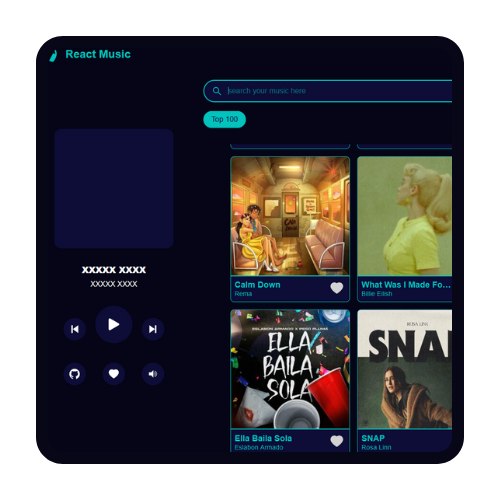 React Music
search your music here
Top 100
xxxxx xxxx
xxxxx xxxx
Calm Down
Rema
What Was I Made Fo...
Billie Eilish
ESLABON ARMADO X PESO PLUMA
ELLA
BAILA
SOLA
Ella Baila Sola
Eslabon Armado
ROSA LINN
SNA
SNAP
Rosa Linn